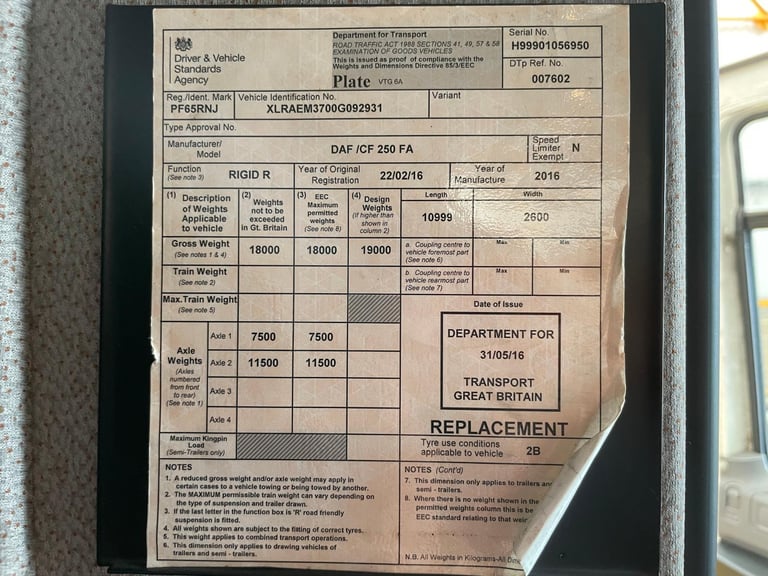 Driver & Vehicle
Standards
Agency
Department for Transport
ROAD TRAFFIC ACT 1988 SECTIONS 41, 49, 57 & 58
EXAMINATION OF GOODS VEHICLES
This is issued as proof of compliance with the
Weights and Dimensions Directive 85/3/EEC
Plate VTG 6A
Serial No.
H99901056950
DTp Ref. No.
007602
Reg./Ident. Mark
PF65RNJ
Vehicle Identification No.
XLRAEM3700G092931
Variant
Type Approval No.
Manufacturer/
Model
DAF /CF 250 FA
Speed
Limiter
Exempt N
Function
(See note 3)
RIGID R
Year of Original
Registration
22/02/16
Year of
Manufacture
2016
(1) Description
of Weights
Applicable
to vehicle
(2) Weights
not to be
exceeded
in Gt. Britain
(3) EEC
Maximum
permitted
weights
(See note 8)
(4) Design
Weights
(If higher than
shown in
column 2)
Length
10999
Width
2600
Gross Weight
(See notes 1 & 4)
18000 18000 19000
a. Coupling centre to
vehicle foremost part
(See note 6)
Max Min
Train Weight
(See note 2)
b. Coupling centre to
vehicle rearmost part
(See note 7)
Max Min
Max.Train Weight
(See note 5)
Axle
Weights
(Axles
numbered
from front
to rear)
(See note 1)
Axle 1 7500 7500
Axle 2 11500 11500
Axle 3
Axle 4
Date of Issue
DEPARTMENT FOR
31/05/16
TRANSPORT
GREAT BRITAIN
REPLACEMENT
Maximum Kingpin
Load
(Semi-Trailers only)
Tyre use conditions
applicable to vehicle 2B
NOTES
1. A reduced gross weight and/or axle weight may apply in
certain cases to a vehicle towing or being towed by another.
2. The MAXIMUM permissible train weight can vary depending on
the type of suspension and trailer drawn.
3. If the last letter in the function box is 'R' road friendly
suspension is fitted.
4. All weights shown are subject to the fitting of correct tyres.
5. This weight applies to combined transport operations.
6. This dimension only applies to drawing vehicles of
trailers and semi - trailers.
NOTES (Cont'd)
7. This dimension only applies to trailers and
semi - trailers.
8. Where there is no weight shown in the
permitted weights column this is be
EEC standard relating to that
N.B. All Weights in Kilograms-All